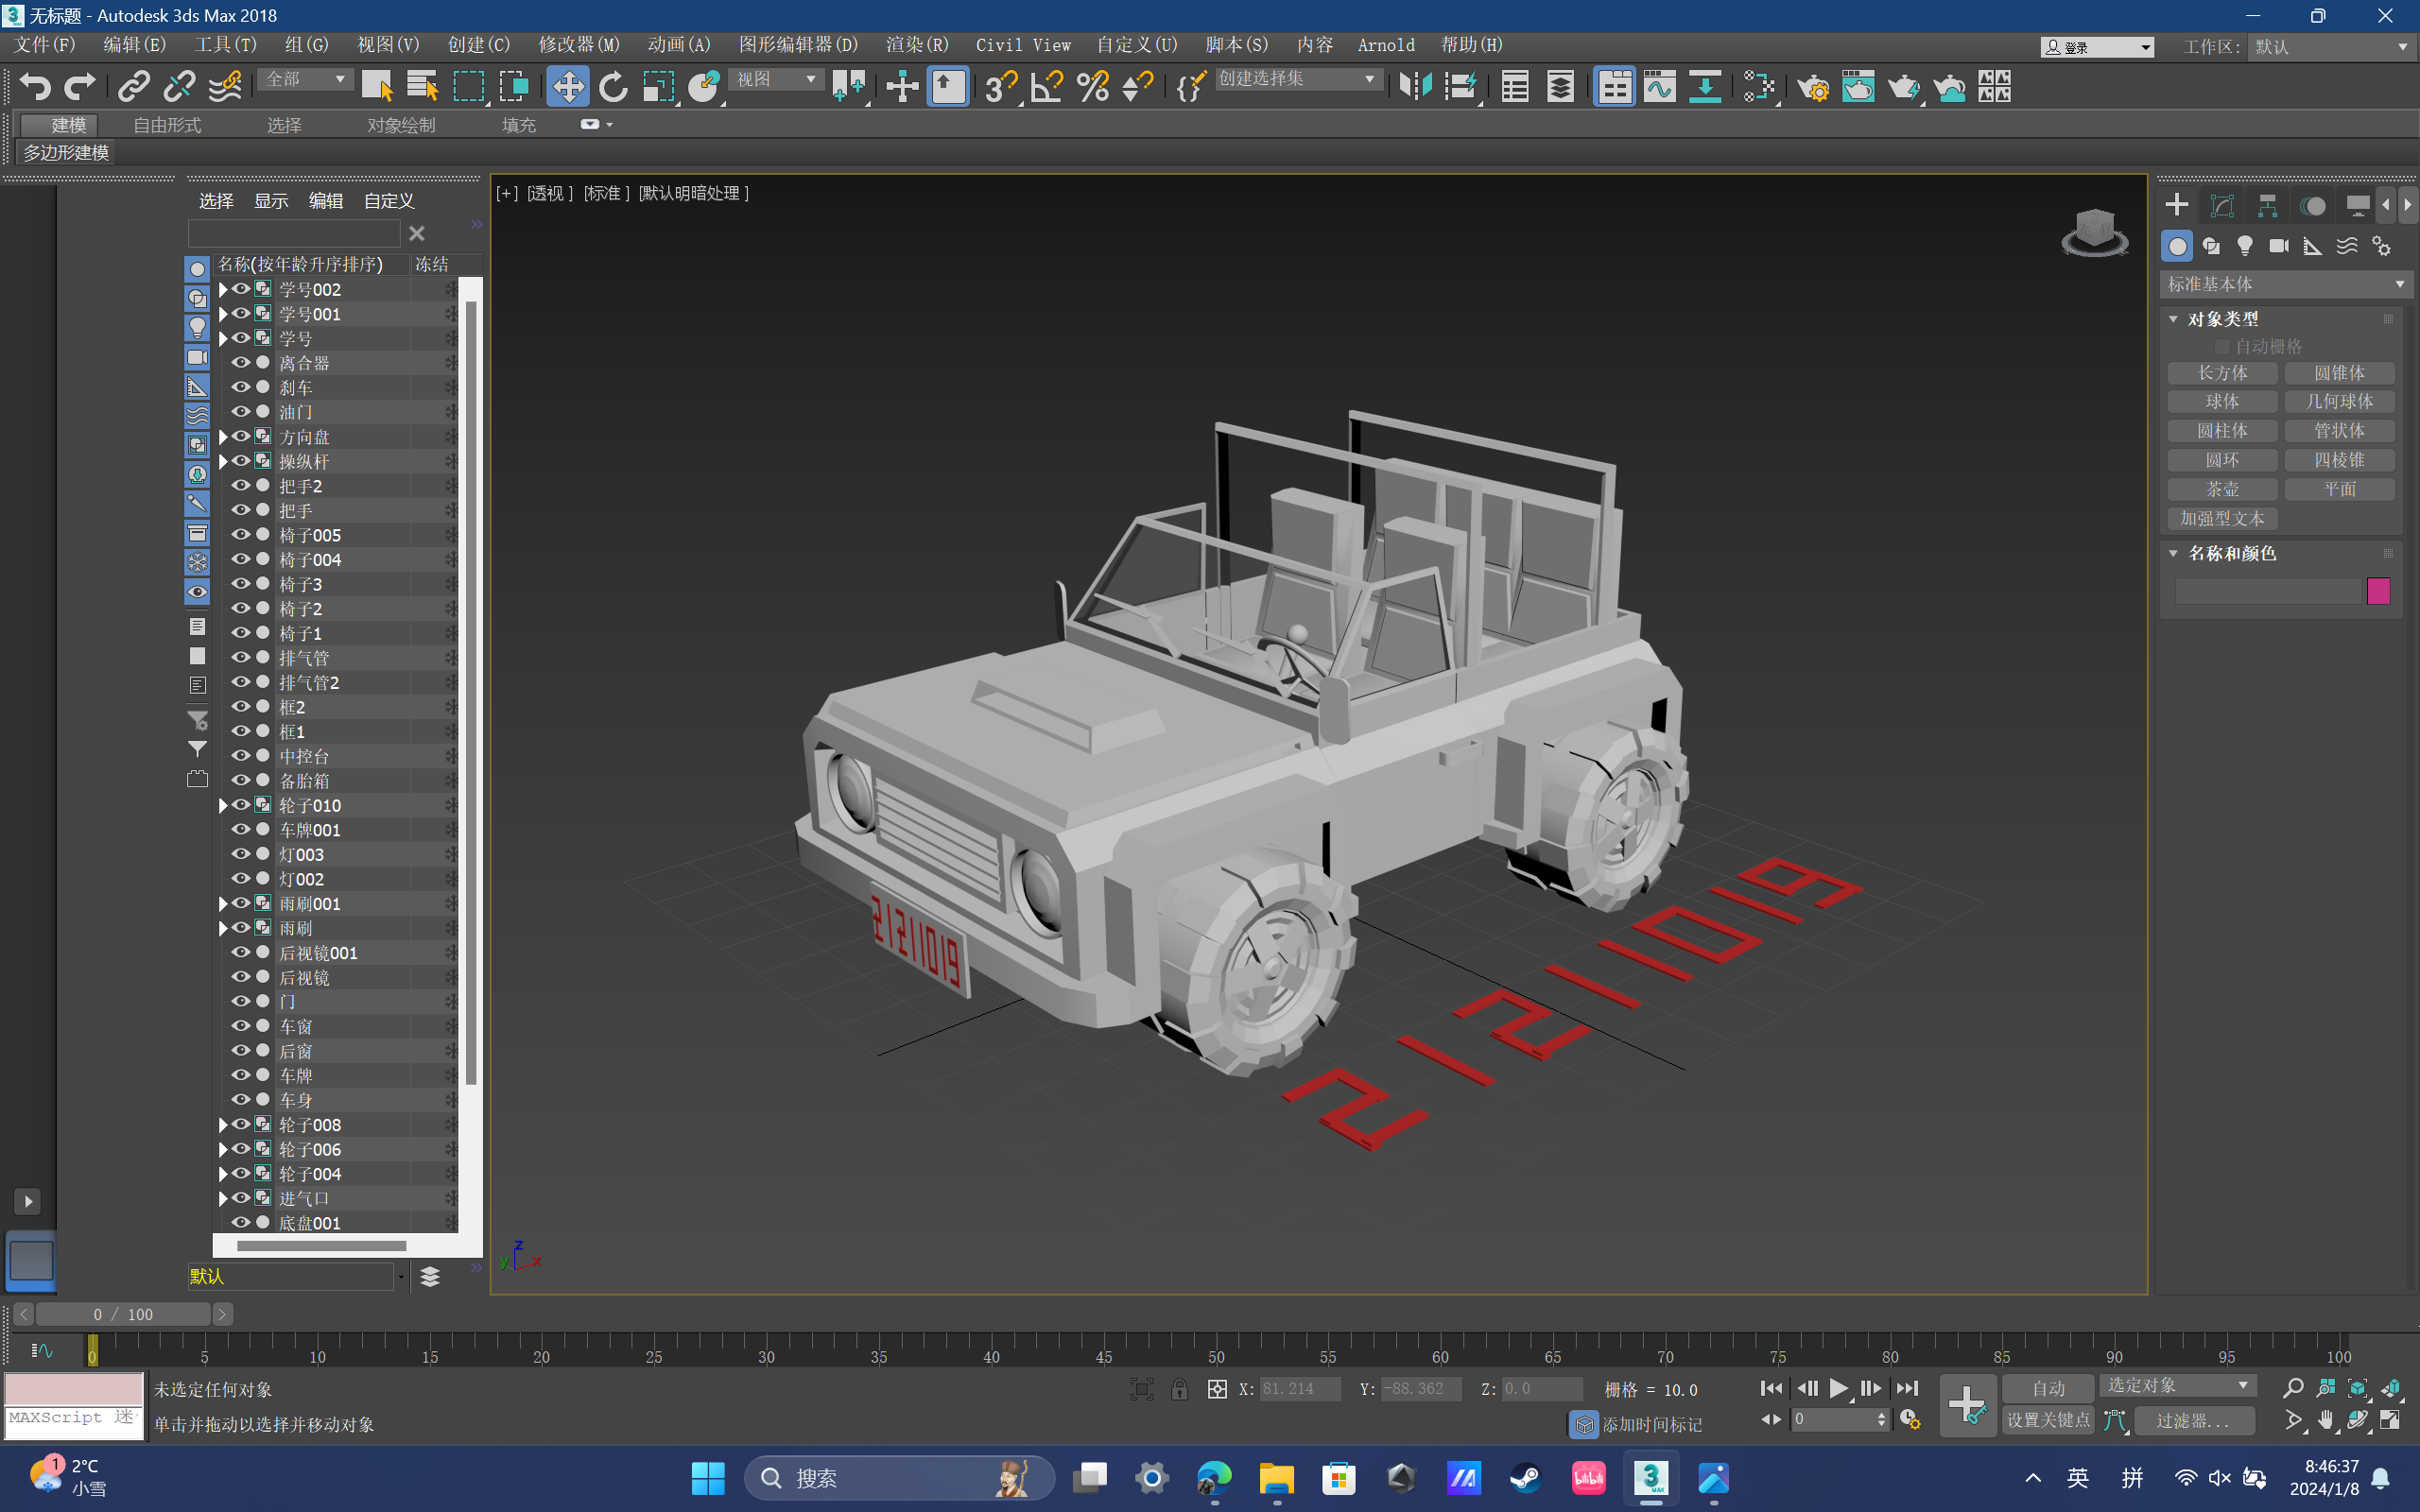 无标题 - Autodesk 3ds Max 2018
文件(F) 编辑(E) 工具(T) 组(G) 视图(V) 创建(C) 修改器(M) 动画(A) 图形编辑器(D) 渲染(R) Civil View 自定义(U) 脚本(S) 内容 Arnold 帮助(H)
登录 工作区: 默认
全部 视图 创建选择集
建模 自由形式 选择 对象绘制 填充
多边形建模
选择 显示 编辑 自定义
名称(按年龄升序排序) 冻结
学号002
学号001
学号
离合器
刹车
油门
方向盘
操纵杆
把手2
把手
椅子005
椅子004
椅子3
椅子2
椅子1
排气管
排气管2
框2
框1
中控台
备胎箱
轮子010
车牌001
灯003
灯002
雨刷001
雨刷
后视镜001
后视镜
门
车窗
后窗
车牌
车身
轮子008
轮子006
轮子004
进气口
底盘001
默认
[+] [透视] [标准] [默认明暗处理]
21211019
21211019
z
y x
标准基本体
对象类型
自动栅格
长方体 圆锥体
球体 几何球体
圆柱体 管状体
圆环 四棱锥
茶壶 平面
加强型文本
名称和颜色
0 / 100
0 5 10 15 20 25 30 35 40 45 50 55 60 65 70 75 80 85 90 95 100
未选定任何对象
MAXScript 迷
单击并拖动以选择并移动对象
X: 81.214 Y: -88.362 Z: 0.0 栅格 = 10.0
添加时间标记
0
自动 选定对象
设置关键点 过滤器...
1
2°C
小雪
搜索
英 拼
8:46:37
2024/1/8